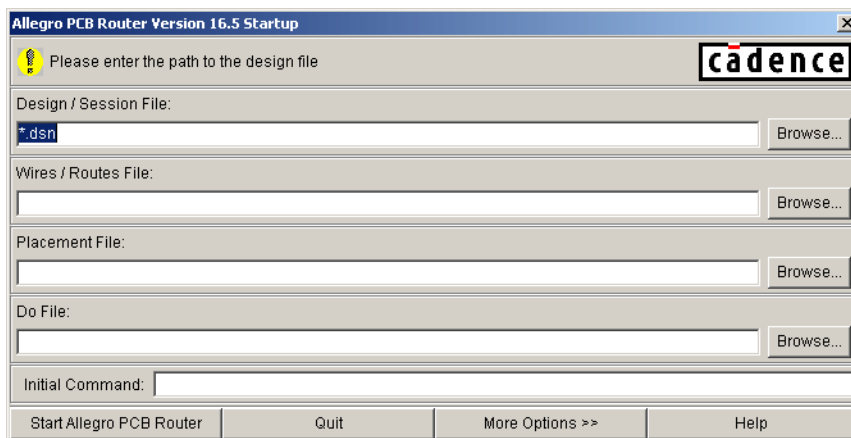 Allegro PCB Router Version 16.5 Startup
Please enter the path to the design file
cādence
Design / Session File:
*.dsn
Browse...
Wires / Routes File:
Browse...
Placement File:
Browse...
Do File:
Browse...
Initial Command:
Start Allegro PCB Router
Quit
More Options >>
Help